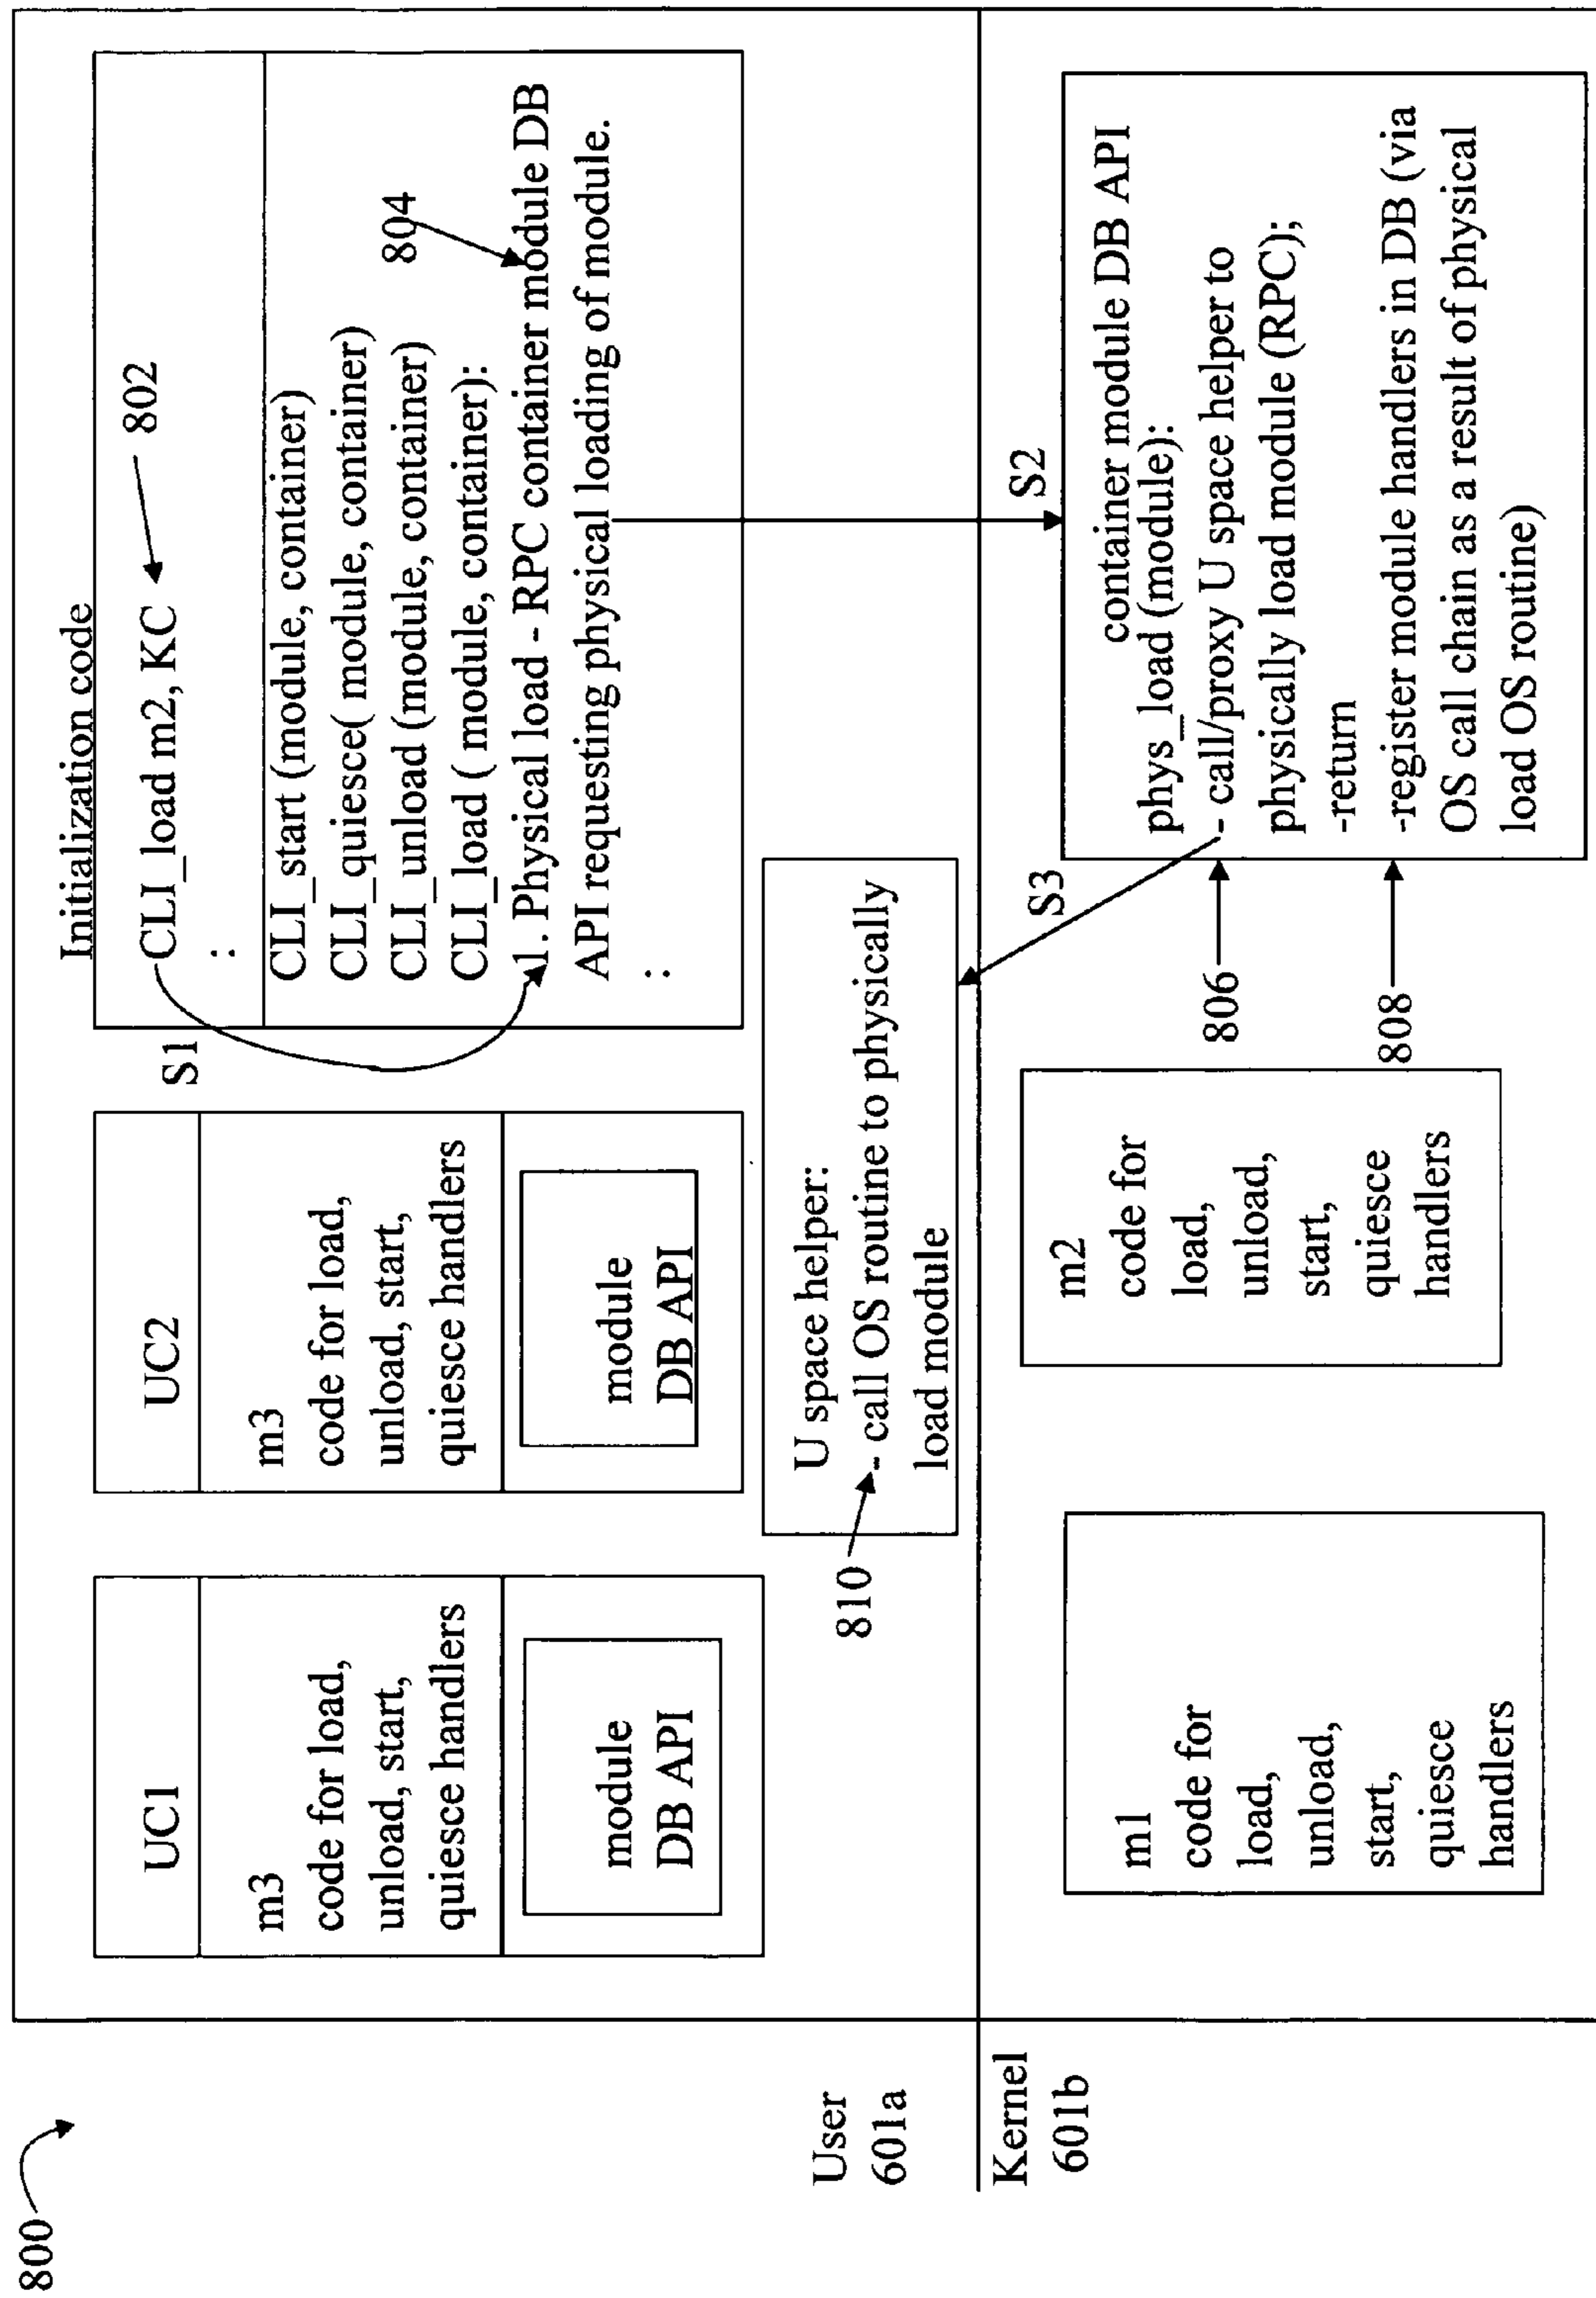 800
User
601a
Kernel
601b
UC1
m3
code for load,
unload, start,
quiesce handlers
module
DB API
UC2
m3
code for load,
unload, start,
quiesce handlers
module
DB API
S1
Initialization code
CLI_load m2, KC
802
:
CLI_start (module, container)
CLI_quiesce( module, container)
CLI_unload (module, container)
CLI_load ( module, container):
804
1. Physical load - RPC container module DB
API requesting physical loading of module.
:
810
U space helper:
- call OS routine to physically
load module
S3
S2
m1
code for
load,
unload,
start,
quiesce
handlers
m2
code for
load,
unload,
start,
quiesce
handlers
806
808
container module DB API
phys_load (module):
- call/proxy U space helper to
physically load module (RPC);
-return
-register module handlers in DB (via
OS call chain as a result of physical
load OS routine)